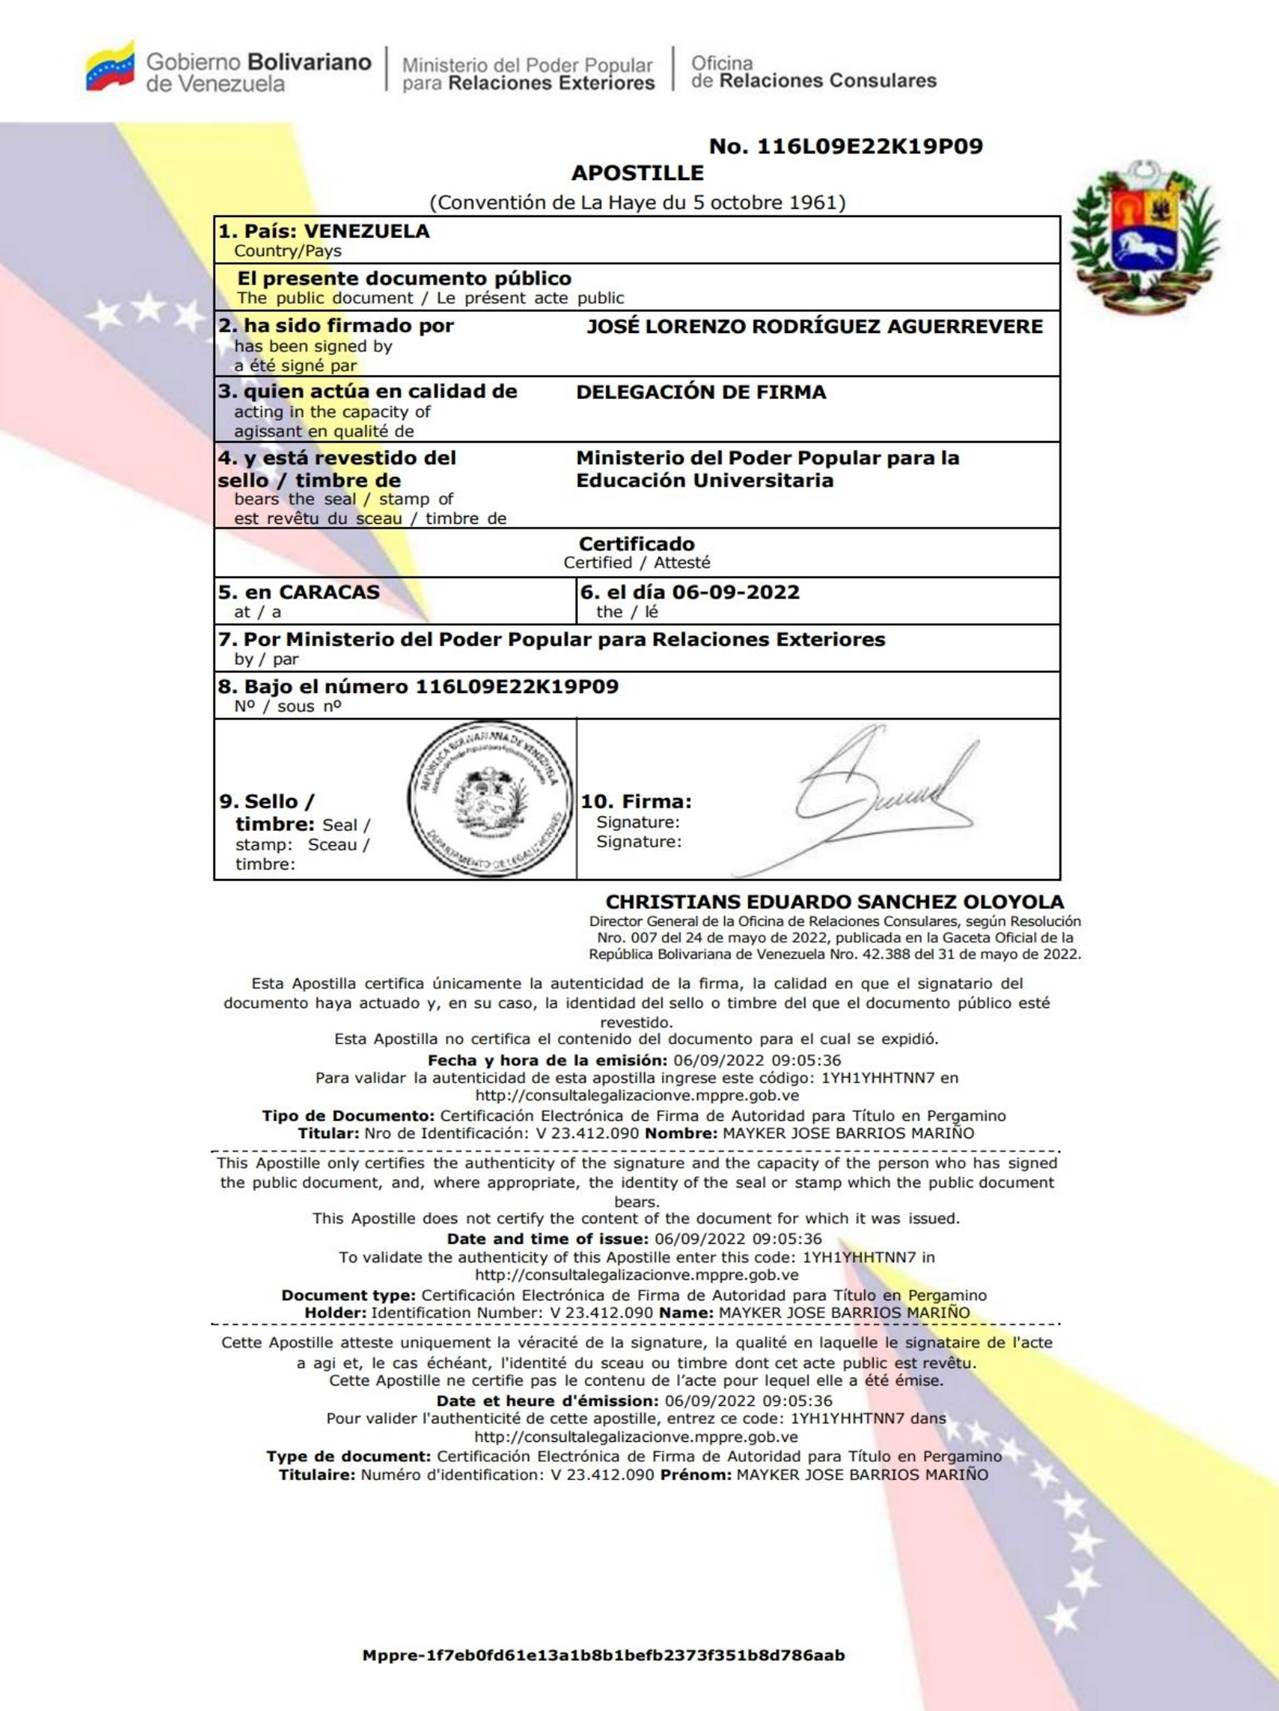 Gobierno Bolivariano
de Venezuela
Ministerio del Poder Popular
para Relaciones Exteriores
Oficina
de Relaciones Consulares
No. 116L09E22K19P09
APOSTILLE
(Conventión de La Haye du 5 octobre 1961)
1. País: VENEZUELA
Country/Pays
El presente documento público
The public document / Le présent acte public
2. ha sido firmado por
has been signed by
a été signé par
JOSÉ LORENZO RODRÍGUEZ AGUERREVERE
3. quien actúa en calidad de
acting in the capacity of
agissant en qualité de
DELEGACIÓN DE FIRMA
4. y está revestido del
sello / timbre de
bears the seal / stamp of
est revêtu du sceau / timbre de
Ministerio del Poder Popular para la
Educación Universitaria
Certificado
Certified / Attesté
5. en CARACAS
at / a
6. el día 06-09-2022
the / lé
7. Por Ministerio del Poder Popular para Relaciones Exteriores
by / par
8. Bajo el número 116L09E22K19P09
Nº / sous nº
9. Sello /
timbre: Seal /
stamp: Sceau /
timbre:
REPÚBLICA BOLIVARIANA DE VENEZUELA
DEPARTAMENTO DE LEGALIZACIONES
10. Firma:
Signature:
Signature:
CHRISTIANS EDUARDO SANCHEZ OLOYOLA
Director General de la Oficina de Relaciones Consulares, según Resolución
Nro. 007 del 24 de mayo de 2022, publicada en la Gaceta Oficial de la
República Bolivariana de Venezuela Nro. 42.388 del 31 de mayo de 2022.
Esta Apostilla certifica únicamente la autenticidad de la firma, la calidad en que el signatario del
documento haya actuado y, en su caso, la identidad del sello o timbre del que el documento público esté
revestido.
Esta Apostilla no certifica el contenido del documento para el cual se expidió.
Fecha y hora de la emisión: 06/09/2022 09:05:36
Para validar la autenticidad de esta apostilla ingrese este código: 1YH1YHHTNN7 en
http://consultalegalizacionve.mppre.gob.ve
Tipo de Documento: Certificación Electrónica de Firma de Autoridad para Título en Pergamino
Titular: Nro de Identificación: V 23.412.090 Nombre: MAYKER JOSE BARRIOS MARIÑO
This Apostille only certifies the authenticity of the signature and the capacity of the person who has signed
the public document, and, where appropriate, the identity of the seal or stamp which the public document
bears.
This Apostille does not certify the content of the document for which it was issued.
Date and time of issue: 06/09/2022 09:05:36
To validate the authenticity of this Apostille enter this code: 1YH1YHHTNN7 in
http://consultalegalizacionve.mppre.gob.ve
Document type: Certificación Electrónica de Firma de Autoridad para Título en Pergamino
Holder: Identification Number: V 23.412.090 Name: MAYKER JOSE BARRIOS MARIÑO
Cette Apostille atteste uniquement la véracité de la signature, la qualité en laquelle le signataire de l'acte
a agi et, le cas échéant, l'identité du sceau ou timbre dont cet acte public est revêtu.
Cette Apostille ne certifie pas le contenu de l'acte pour lequel elle a été émise.
Date et heure d'émission: 06/09/2022 09:05:36
Pour valider l'authenticité de cette apostille, entrez ce code: 1YH1YHHTNN7 dans
http://consultalegalizacionve.mppre.gob.ve
Type de document: Certificación Electrónica de Firma de Autoridad para Título en Pergamino
Titulaire: Numéro d'identification: V 23.412.090 Prénom: MAYKER JOSE BARRIOS MARIÑO
Mppre-1f7eb0fd61e13a1b8b1befb2373f351b8d786aab